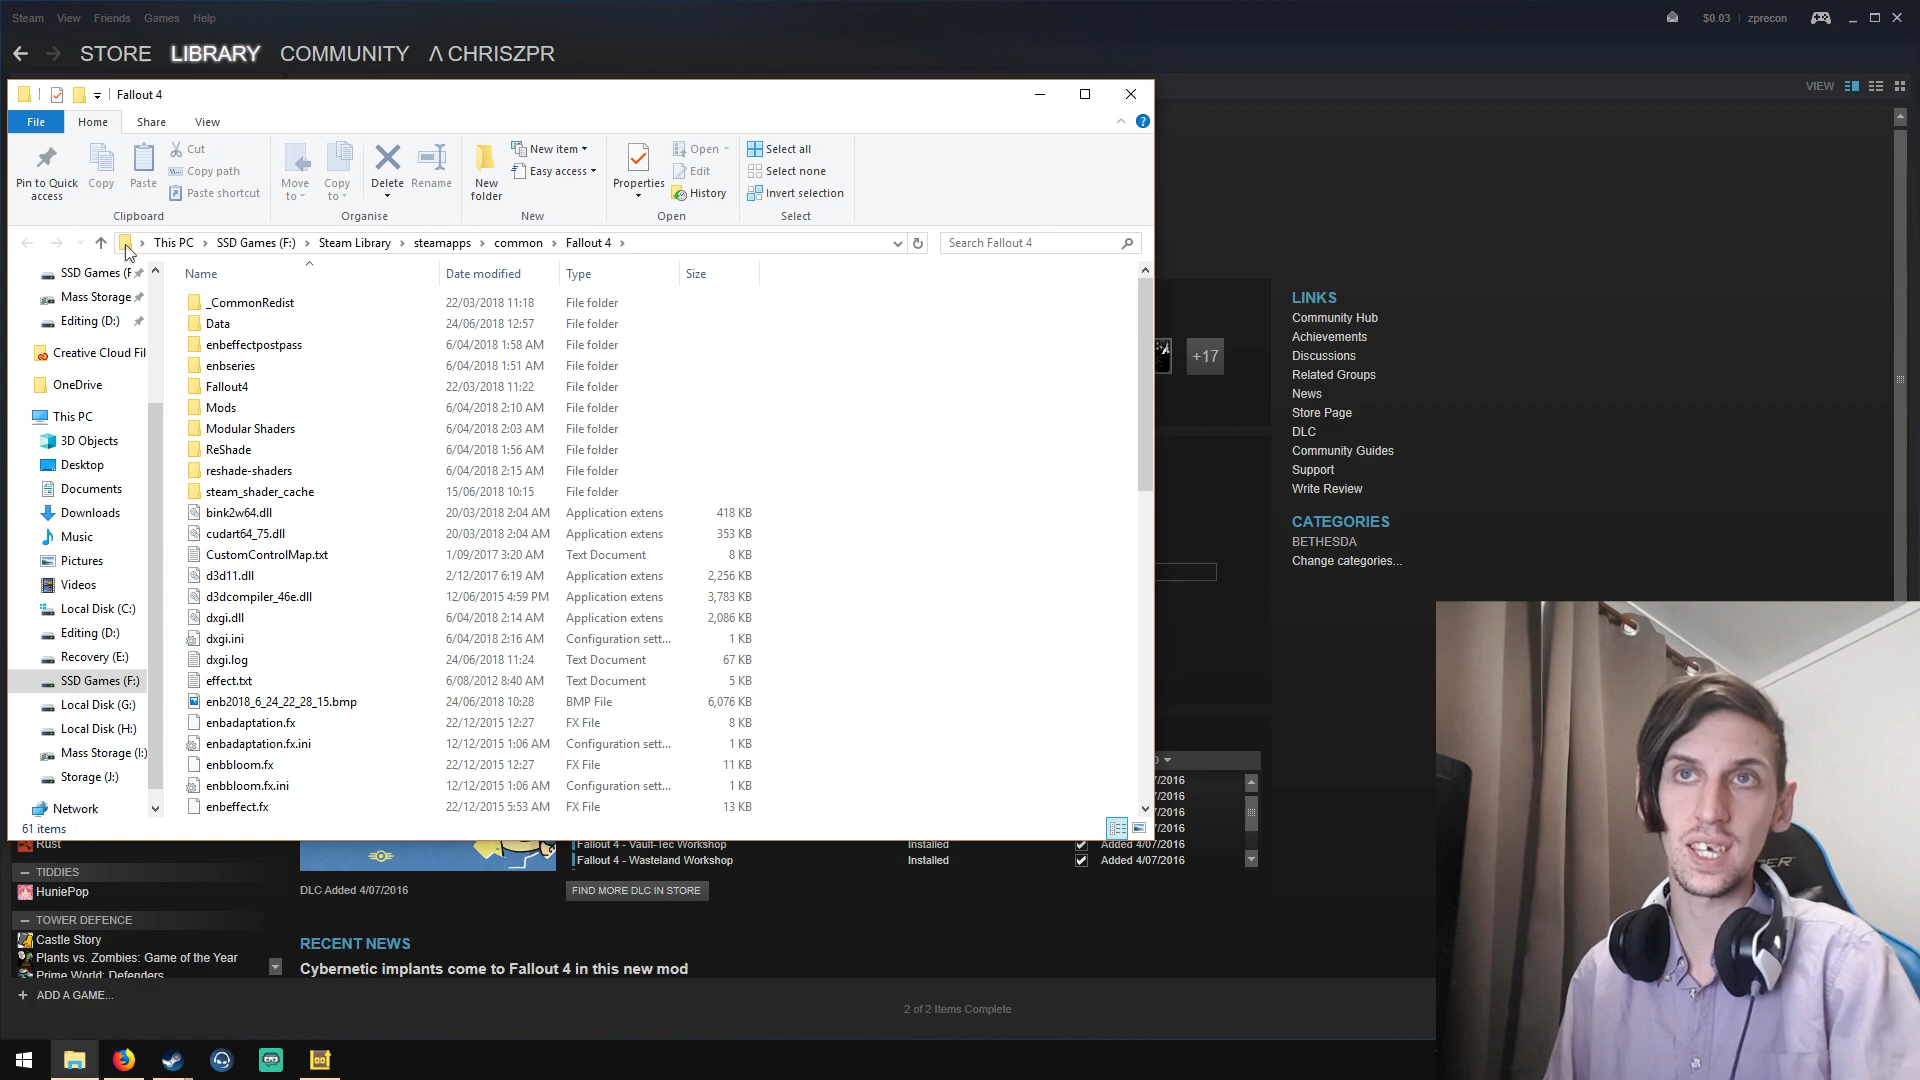 Steam View Friends Games Help
$0.03 | zprecon
STORE LIBRARY COMMUNITY Λ CHRISZPR
VIEW
Fallout 4
File Home Share View
Pin to Quick access
Copy
Paste
Cut
Copy path
Paste shortcut
Clipboard
Move to
Copy to
Delete
Rename
Organise
New folder
New item
Easy access
New
Properties
Open
Edit
History
Open
Select all
Select none
Invert selection
Select
This PC SSD Games (F:) Steam Library steamapps common Fallout 4
Search Fallout 4
SSD Games (F
Mass Storage
Editing (D:)
Creative Cloud Fil
OneDrive
This PC
3D Objects
Desktop
Documents
Downloads
Music
Pictures
Videos
Local Disk (C:)
Editing (D:)
Recovery (E:)
SSD Games (F:)
Local Disk (G:)
Local Disk (H:)
Mass Storage (I:)
Storage (J:)
Network
Name Date modified Type Size
_CommonRedist 22/03/2018 11:18 File folder
Data 24/06/2018 12:57 File folder
enbeffectpostpass 6/04/2018 1:58 AM File folder
enbseries 6/04/2018 1:51 AM File folder
Fallout4 22/03/2018 11:22 File folder
Mods 6/04/2018 2:10 AM File folder
Modular Shaders 6/04/2018 2:03 AM File folder
ReShade 6/04/2018 1:56 AM File folder
reshade-shaders 6/04/2018 2:15 AM File folder
steam_shader_cache 15/06/2018 10:15 File folder
bink2w64.dll 20/03/2018 2:04 AM Application extens 418 KB
cudart64_75.dll 20/03/2018 2:04 AM Application extens 353 KB
CustomControlMap.txt 1/09/2017 3:20 AM Text Document 8 KB
d3d11.dll 2/12/2017 6:19 AM Application extens 2,256 KB
d3dcompiler_46e.dll 12/06/2015 4:59 PM Application extens 3,783 KB
dxgi.dll 6/04/2018 2:14 AM Application extens 2,086 KB
dxgi.ini 6/04/2018 2:16 AM Configuration sett... 1 KB
dxgi.log 24/06/2018 11:24 Text Document 67 KB
effect.txt 6/08/2012 8:40 AM Text Document 5 KB
enb2018_6_24_22_28_15.bmp 24/06/2018 10:28 BMP File 6,076 KB
enbadaptation.fx 22/12/2015 12:27 FX File 8 KB
enbadaptation.fx.ini 12/12/2015 1:06 AM Configuration sett... 1 KB
enbbloom.fx 22/12/2015 12:27 FX File 11 KB
enbbloom.fx.ini 12/12/2015 1:06 AM Configuration sett... 1 KB
enbeffect.fx 22/12/2015 5:53 AM FX File 13 KB
61 items
+17
LINKS
Community Hub
Achievements
Discussions
Related Groups
News
Store Page
DLC
Community Guides
Support
Write Review
CATEGORIES
BETHESDA
Change categories...
/2016
/2016
/2016
/2016
Rust
TIDDIES
HuniePop
TOWER DEFENCE
Castle Story
Plants vs. Zombies: Game of the Year
Prime World: Defenders
ADD A GAME...
Fallout 4 - Vault-Tec Workshop Installed Added 4/07/2016
Fallout 4 - Wasteland Workshop Installed Added 4/07/2016
DLC Added 4/07/2016
FIND MORE DLC IN STORE
RECENT NEWS
Cybernetic implants come to Fallout 4 in this new mod
2 of 2 Items Complete